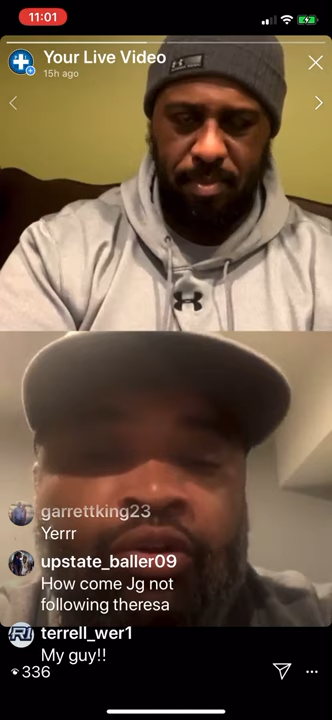 11:01
Your Live Video
15h ago
garrettking23
Yerrr
upstate_baller09
How come Jg not
following theresa
terrell_wer1
My guy!!
336